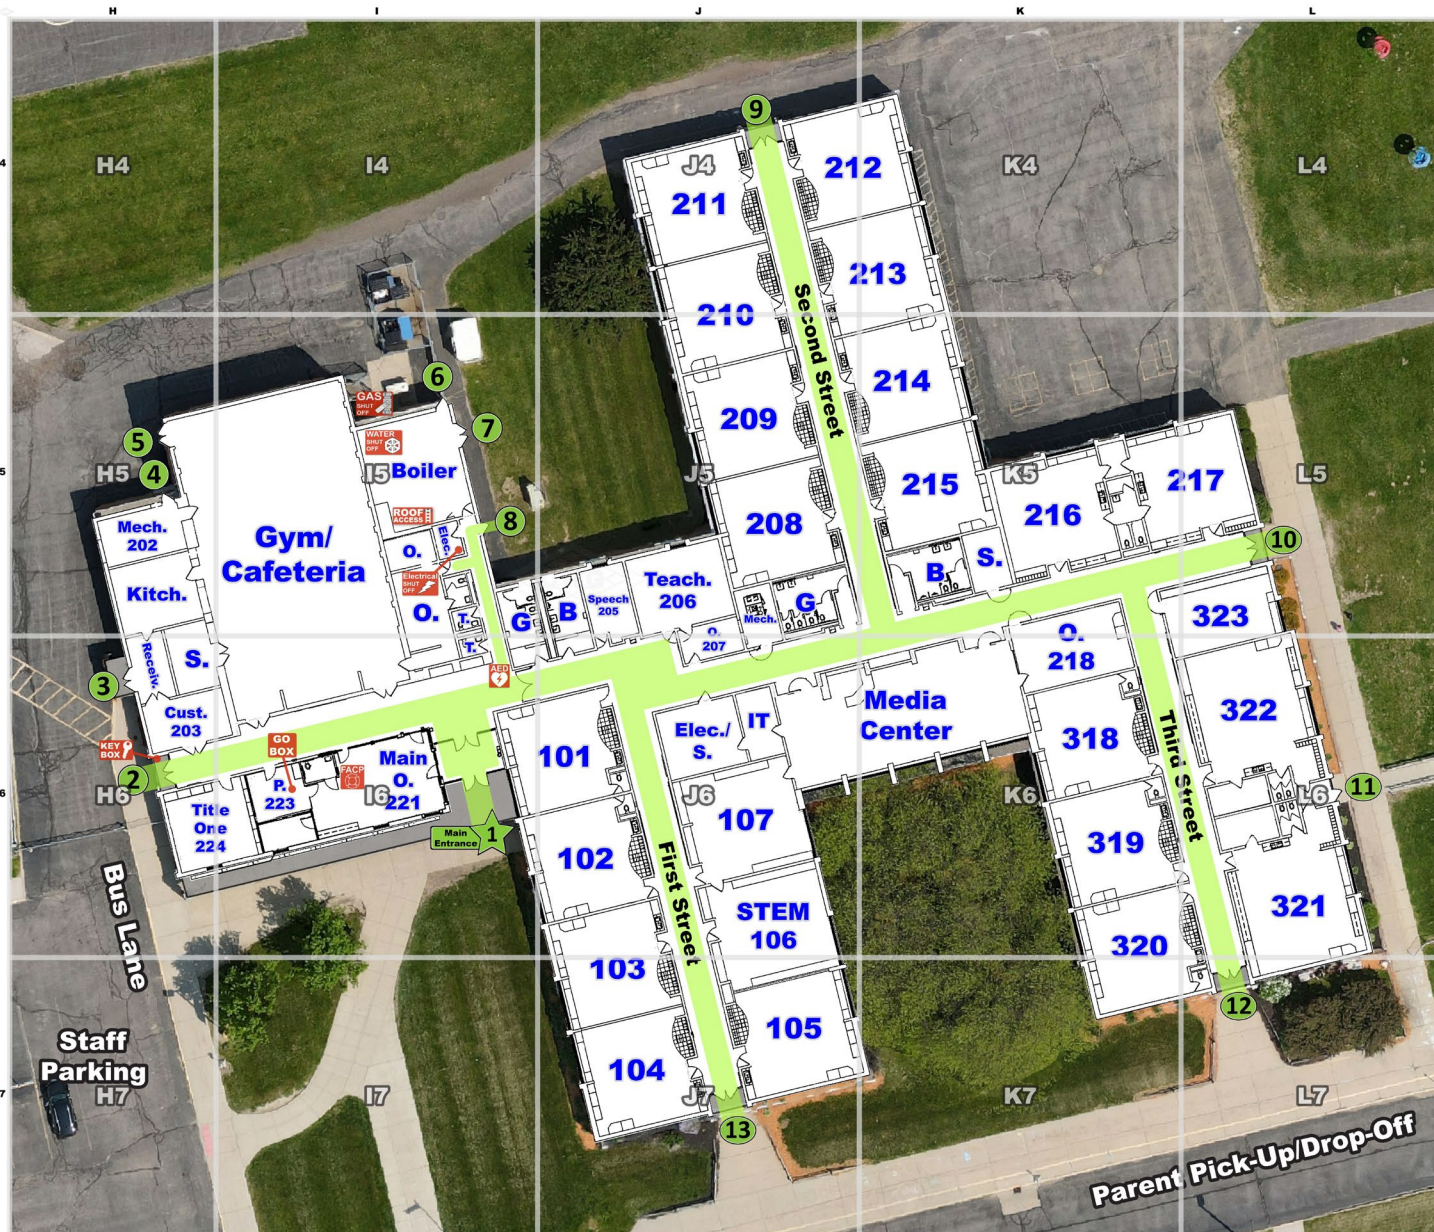 H
I
J
K
L
4
5
6
7
H4
I4
J4
K4
L4
H5
I5
J5
K5
L5
H6
I6
J6
K6
L6
H7
I7
J7
K7
L7
9
212
211
213
210
Second Street
214
209
215
208
216
217
6
7
5
4
8
10
GAS
SHUT
OFF
WATER
SHUT
OFF
Boiler
ROOF
ACCESS
Mech.
202
Gym/
Cafeteria
Kitch.
O.
Elec.
Electrical
SHUT
OFF
O.
T.
T.
G
B
Speech
205
Teach.
206
Mech.
G
B.
S.
O.
207
323
O.
218
Receiv.
S.
3
AED
Cust.
203
KEY
BOX
2
GO
BOX
P.
223
FACP
Main
O.
221
Title
One
224
Main
Entrance
1
101
Elec./
S.
IT
Media
Center
318
322
Third Street
11
102
107
319
First Street
STEM
106
321
320
103
105
104
12
13
Bus Lane
Staff
Parking
Parent Pick-Up/Drop-Off